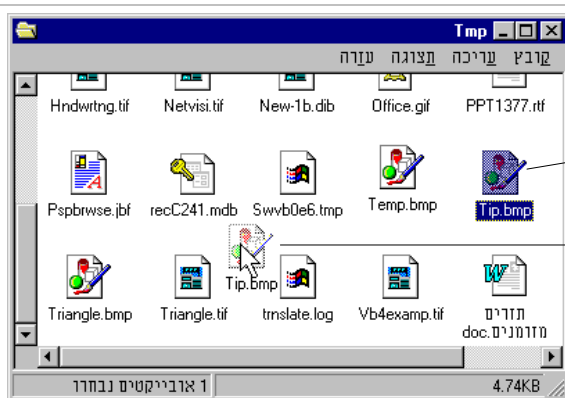 Tmp
קובץ עריכה תצוגה עזרה
Hndwrtng.tif Netvisi.tif New-1b.dib Office.gif PPT1377.rtf
Pspbrwse.jbf recC241.mdb Swvb0e6.tmp Temp.bmp Tip.bmp
Tip.bmp
Triangle.bmp Triangle.tif trnslate.log Vb4examp.tif תזרים
מזומנים.doc
1 אובייקטים נבחרו 4.74KB